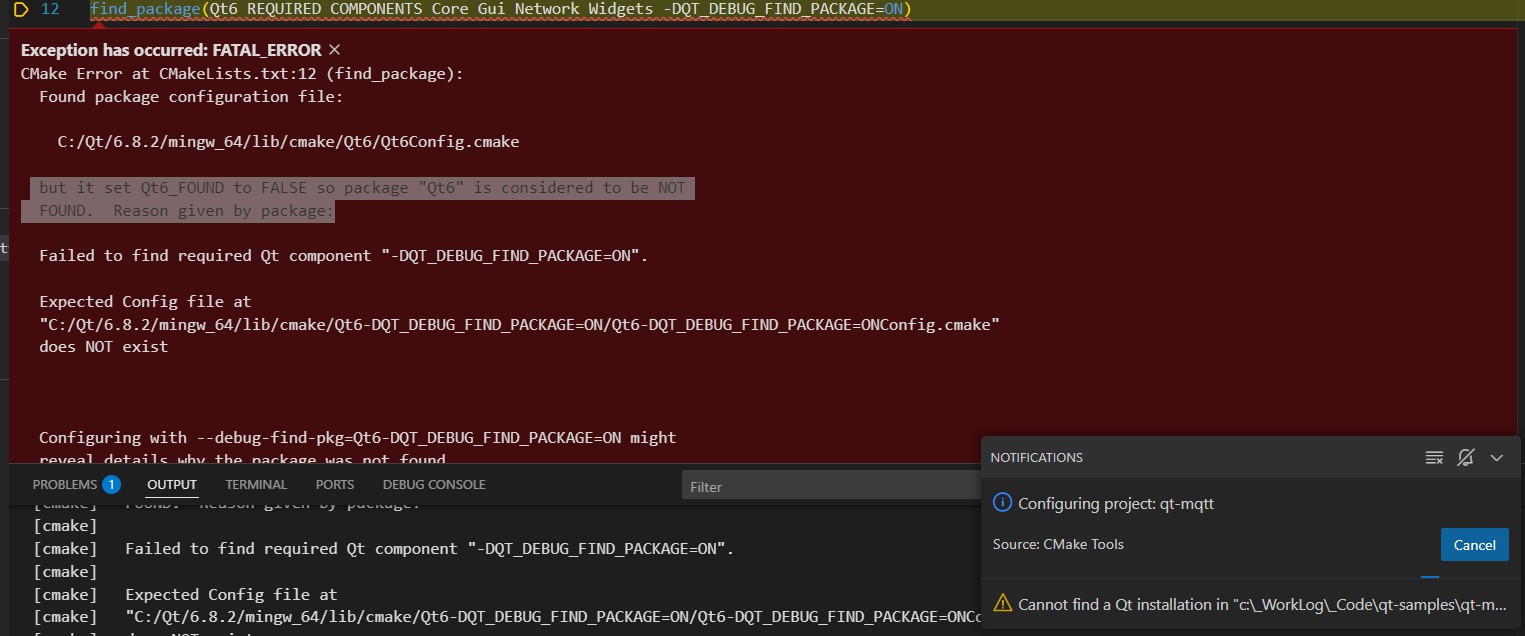 12 find_package(Qt6 REQUIRED COMPONENTS Core Gui Network Widgets -DQT_DEBUG_FIND_PACKAGE=ON)
Exception has occurred: FATAL_ERROR ×
CMake Error at CMakeLists.txt:12 (find_package):
Found package configuration file:
C:/Qt/6.8.2/mingw_64/lib/cmake/Qt6/Qt6Config.cmake
but it set Qt6_FOUND to FALSE so package "Qt6" is considered to be NOT
FOUND. Reason given by package:
t
Failed to find required Qt component "-DQT_DEBUG_FIND_PACKAGE=ON".
Expected Config file at
"C:/Qt/6.8.2/mingw_64/lib/cmake/Qt6-DQT_DEBUG_FIND_PACKAGE=ON/Qt6-DQT_DEBUG_FIND_PACKAGE=ONConfig.cmake"
does NOT exist
Configuring with --debug-find-pkg=Qt6-DQT_DEBUG_FIND_PACKAGE=ON might
reveal details why the package was not found
PROBLEMS 1 OUTPUT TERMINAL PORTS DEBUG CONSOLE Filter
[cmake] FOUND. Reason given by package:
[cmake]
[cmake] Failed to find required Qt component "-DQT_DEBUG_FIND_PACKAGE=ON".
[cmake]
[cmake] Expected Config file at
[cmake] "C:/Qt/6.8.2/mingw_64/lib/cmake/Qt6-DQT_DEBUG_FIND_PACKAGE=ON/Qt6-DQT_DEBUG_FIND_PACKAGE=ONCo
NOTIFICATIONS
Configuring project: qt-mqtt
Source: CMake Tools
Cancel
Cannot find a Qt installation in "c:\_WorkLog\_Code\qt-samples\qt-m...